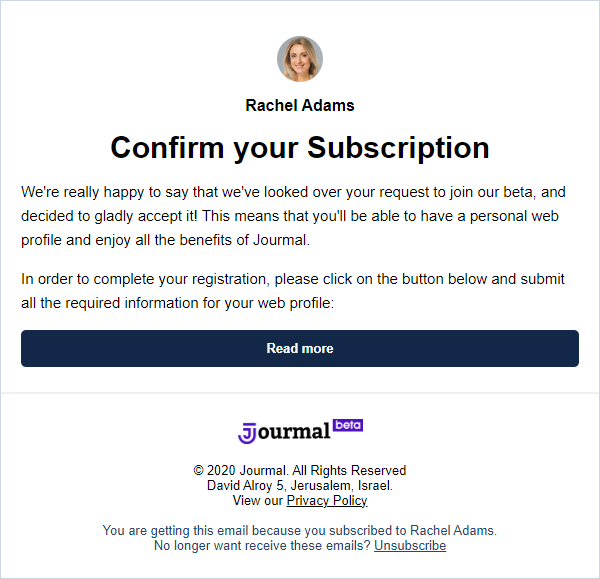 Rachel Adams
Confirm your Subscription
We're really happy to say that we've looked over your request to join our beta, and
decided to gladly accept it! This means that you'll be able to have a personal web
profile and enjoy all the benefits of Jourmal.
In order to complete your registration, please click on the button below and submit
all the required information for your web profile:
Read more
Jourmal beta
© 2020 Jourmal. All Rights Reserved
David Alroy 5, Jerusalem, Israel.
View our Privacy Policy
You are getting this email because you subscribed to Rachel Adams.
No longer want receive these emails? Unsubscribe